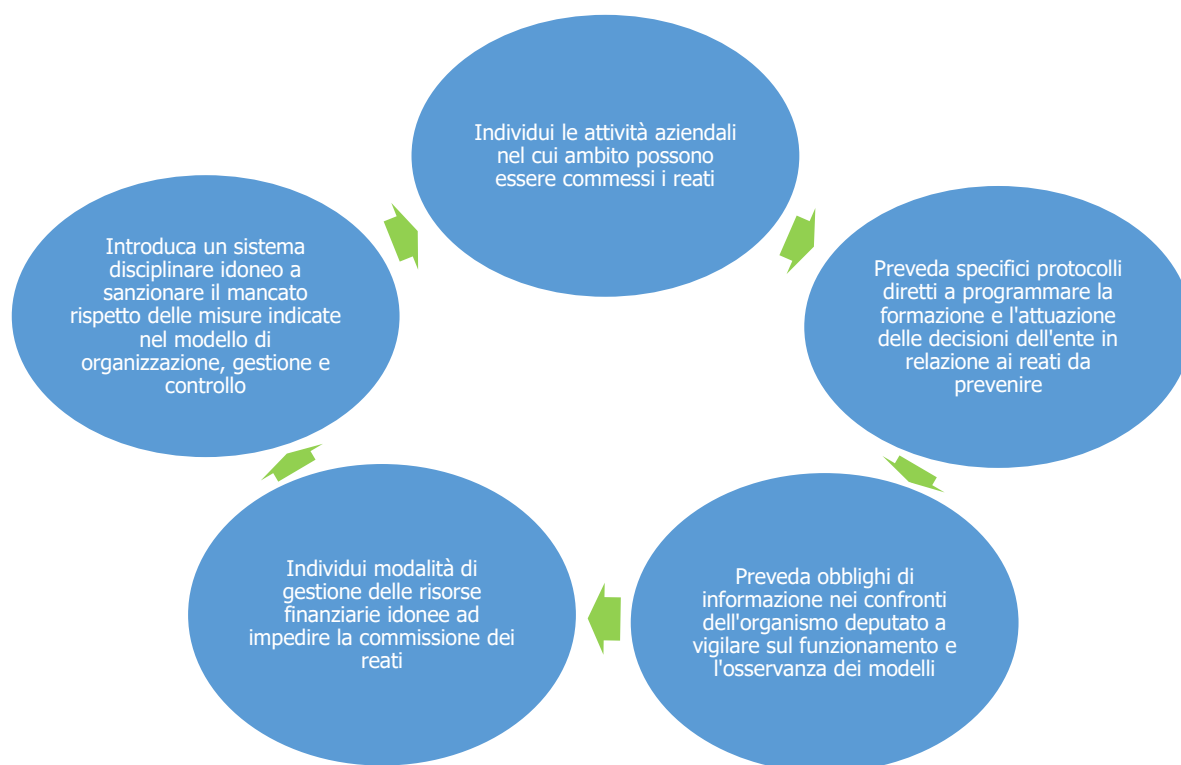 Individui le attività aziendali
nel cui ambito possono
essere commessi i reati
Preveda specifici protocolli
diretti a programmare la
formazione e l'attuazione
delle decisioni dell'ente in
relazione ai reati da
prevenire
Preveda obblighi di
informazione nei confronti
dell'organismo deputato a
vigilare sul funzionamento e
l'osservanza dei modelli
Individui modalità di
gestione delle risorse
finanziarie idonee ad
impedire la commissione dei
reati
Introduca un sistema
disciplinare idoneo a
sanzionare il mancato
rispetto delle misure indicate
nel modello di
organizzazione, gestione e
controllo